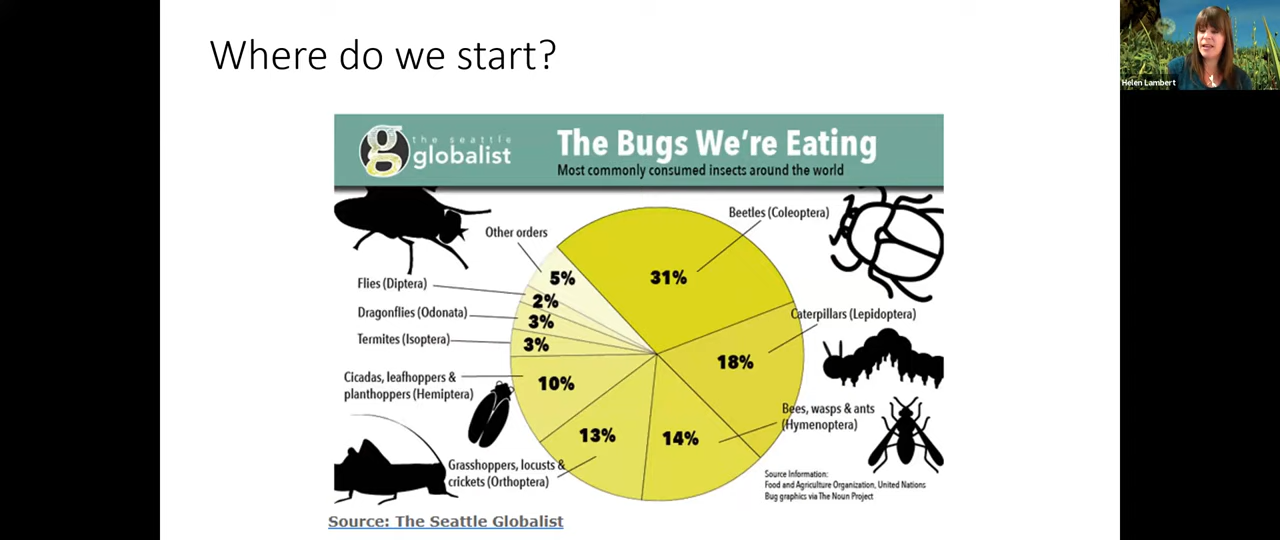 Where do we start?
Helen Lambert
g the seattle
globalist
The Bugs We're Eating
Most commonly consumed insects around the world
Beetles (Coleoptera)
31%
Caterpillars (Lepidoptera)
18%
Bees, wasps & ants
(Hymenoptera)
14%
Grasshoppers, locusts &
crickets (Orthoptera)
13%
Cicadas, leafhoppers &
planthoppers (Hemiptera)
10%
Termites (Isoptera)
3%
Dragonflies (Odonata)
3%
Flies (Diptera)
2%
Other orders
5%
Source Information:
Food and Agriculture Organization, United Nations
Bug graphics via The Noun Project
Source: The Seattle Globalist